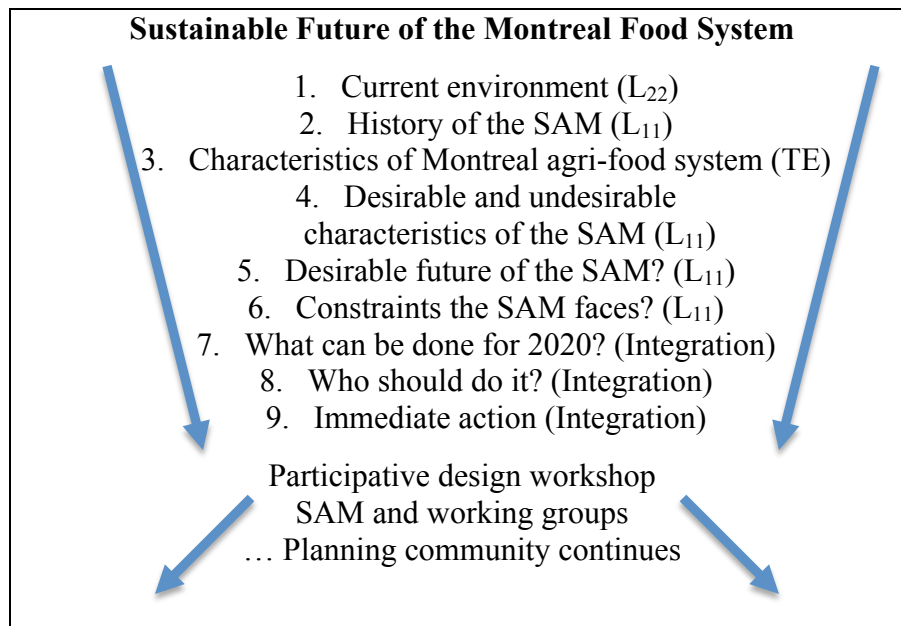 Sustainable Future of the Montreal Food System
1. Current environment (L₂₂)
2. History of the SAM (L₁₁)
3. Characteristics of Montreal agri-food system (TE)
4. Desirable and undesirable
characteristics of the SAM (L₁₁)
5. Desirable future of the SAM? (L₁₁)
6. Constraints the SAM faces? (L₁₁)
7. What can be done for 2020? (Integration)
8. Who should do it? (Integration)
9. Immediate action (Integration)
Participative design workshop
SAM and working groups
… Planning community continues